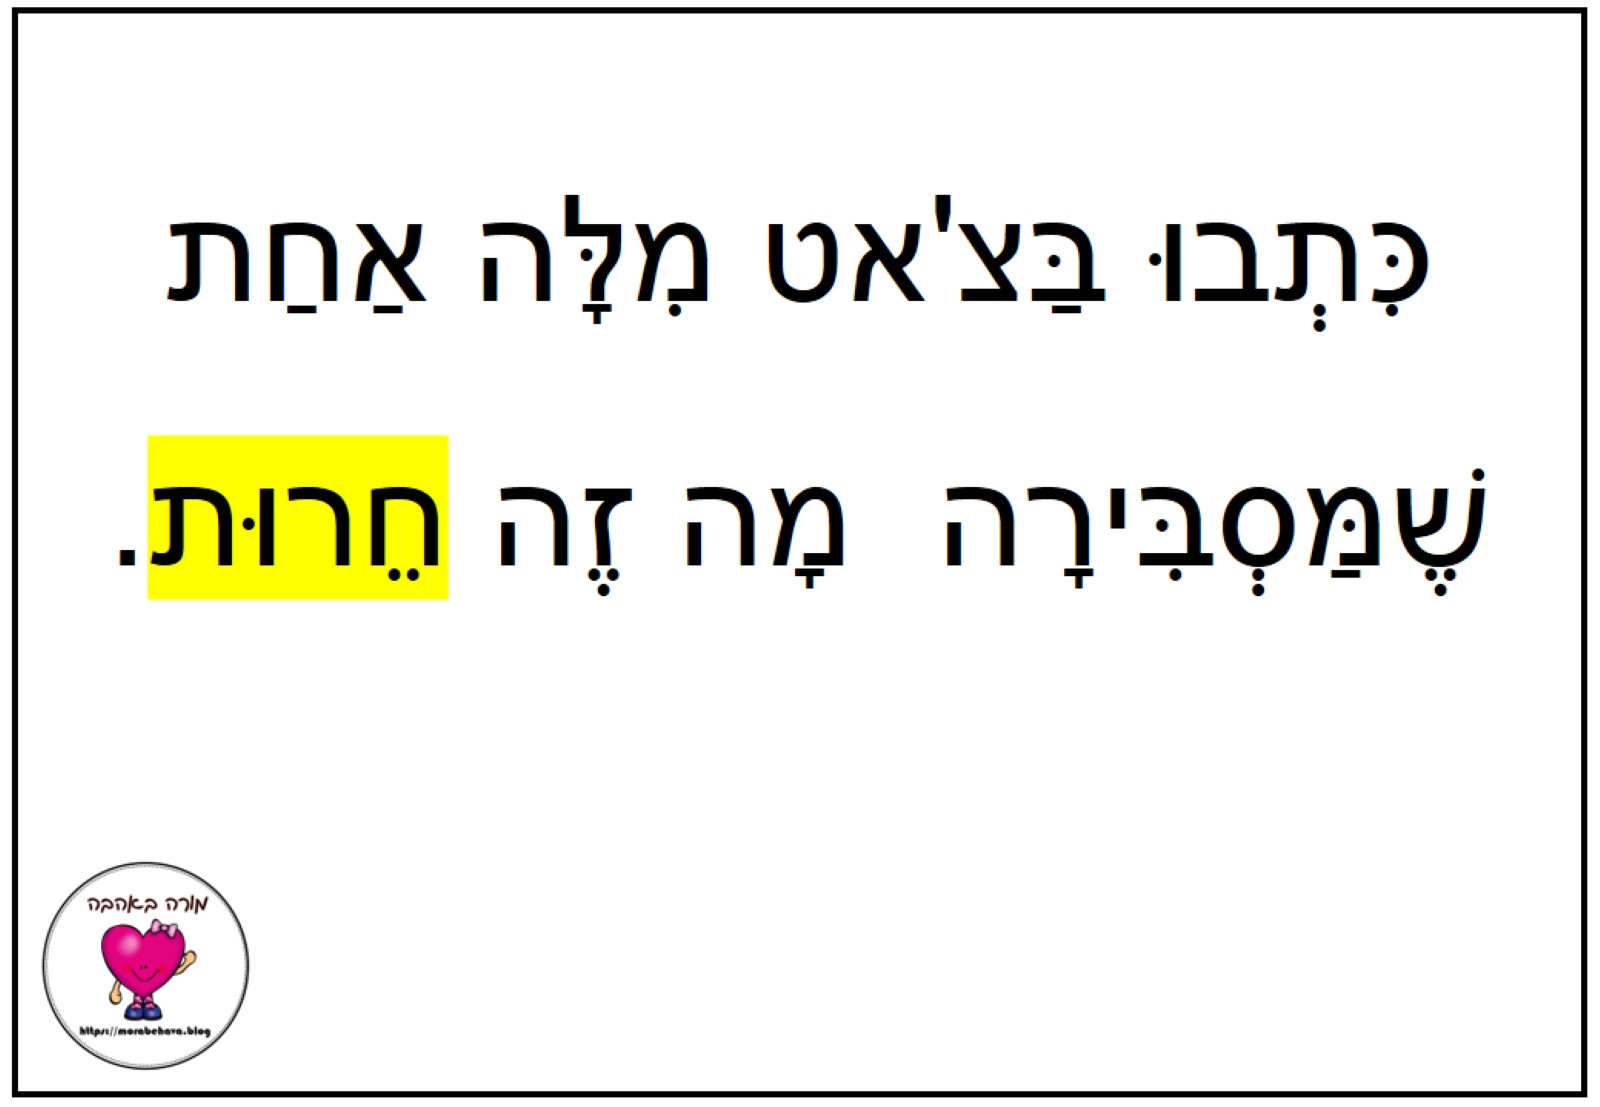 כִּתְבוּ בַּצ'אט מִלָּה אַחַת
שֶׁמַּסְבִּירָה מָה זֶה חֵרוּת.
מורה באהבה
https://morabehava.blog